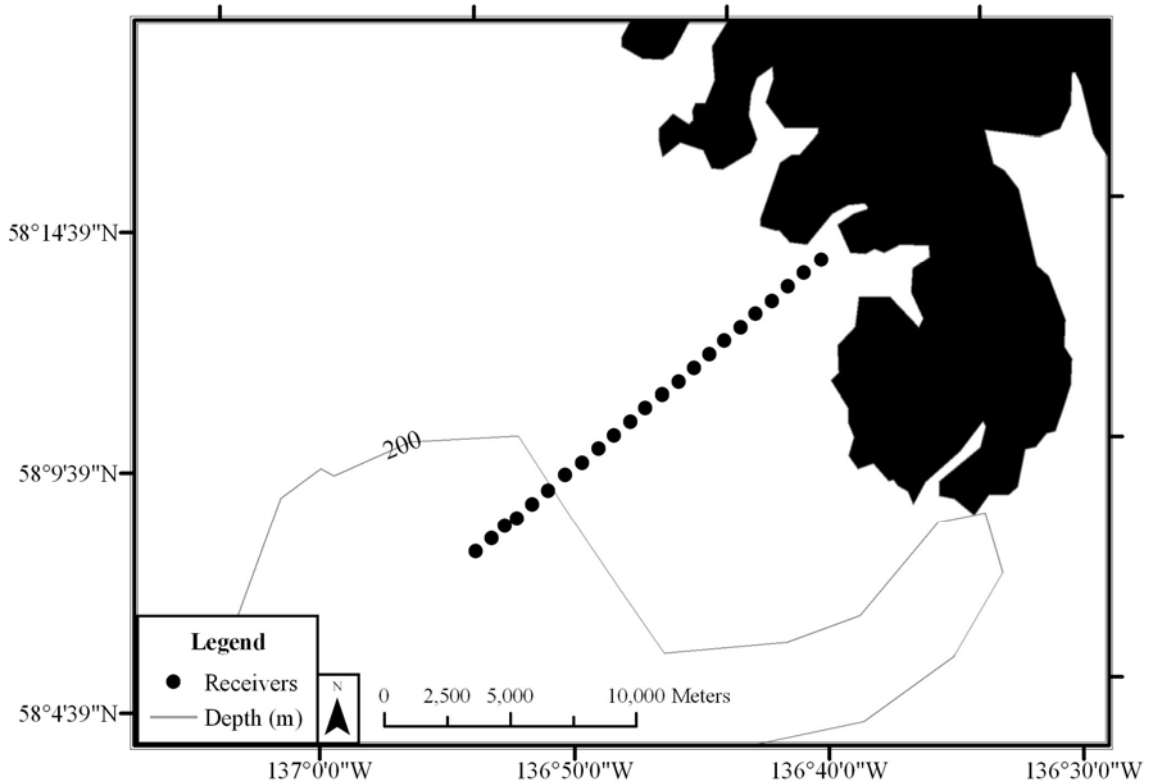 58°14'39"N
200
58°9'39"N
58°4'39"N
Legend
Receivers
Depth (m)
N
0 2,500 5,000 10,000 Meters
137°0'0"W 136°50'0"W 136°40'0"W 136°30'0"W